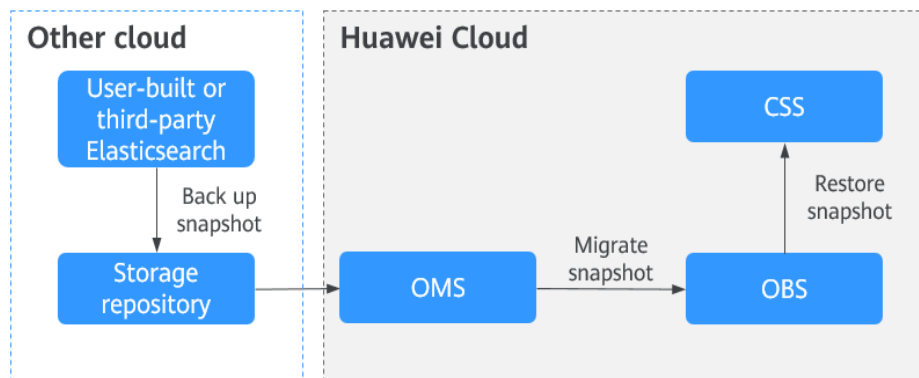 Other cloud
User-built or
third-party
Elasticsearch
Back up
snapshot
Storage
repository
Huawei Cloud
OMS
Migrate
snapshot
OBS
Restore
snapshot
CSS